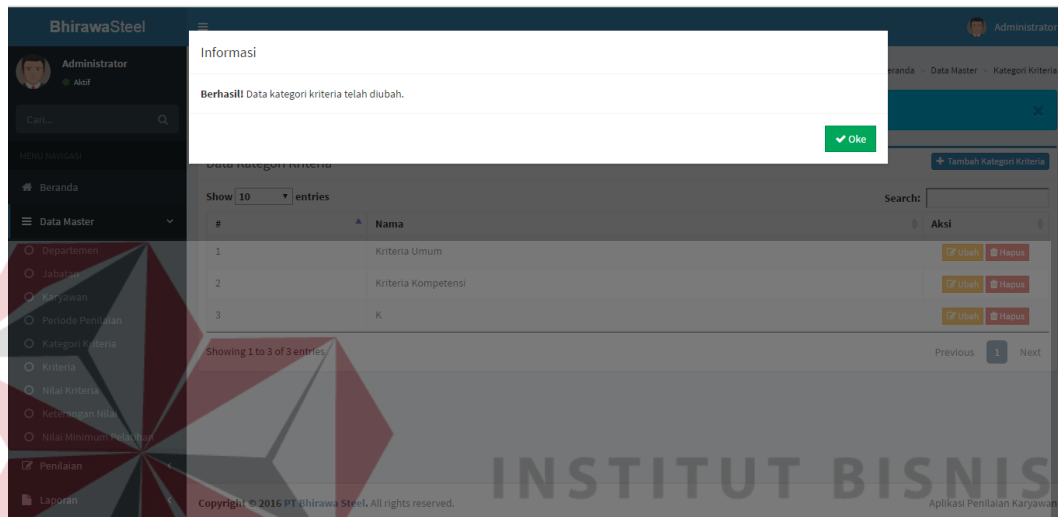 BhirawaSteel
Administrator
Administrator
Aktif
Cari...
MENU NAVIGASI
Beranda
Data Master
Departemen
Jabatan
Karyawan
Periode Penilaian
Kategori Kriteria
Kriteria
Nilai Kriteria
Keterangan Nilai
Nilai Minimum Pelatihan
Penilaian
Laporan
Informasi
Berhasil! Data kategori kriteria telah diubah.
Oke
eranda > Data Master > Kategori Kriteria
Data Kategori Kriteria
+ Tambah Kategori Kriteria
Show 10 entries
Search:
# Nama Aksi
1 Kriteria Umum Ubah Hapus
2 Kriteria Kompetensi Ubah Hapus
3 K Ubah Hapus
Showing 1 to 3 of 3 entries
Previous 1 Next
INSTITUT BISNIS
Copyright © 2016 PT Bhirawa Steel. All rights reserved.
Aplikasi Penilaian Karyawan